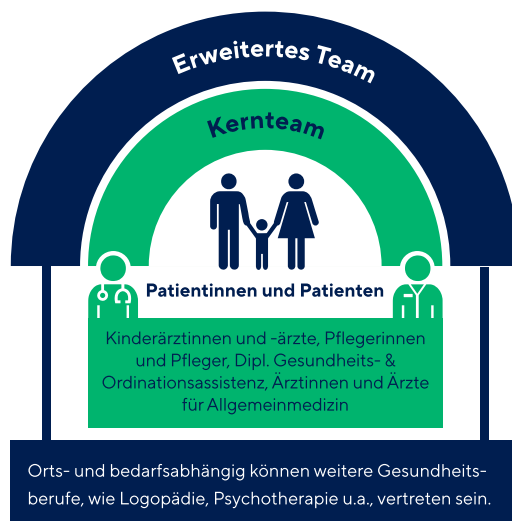 Erweitertes Team
Kernteam
Patientinnen und Patienten
Kinderärztinnen und -ärzte, Pflegerinnen
und Pfleger, Dipl. Gesundheits- &
Ordinationsassistenz, Ärztinnen und Ärzte
für Allgemeinmedizin
Orts- und bedarfsabhängig können weitere Gesundheits-
berufe, wie Logopädie, Psychotherapie u.a., vertreten sein.